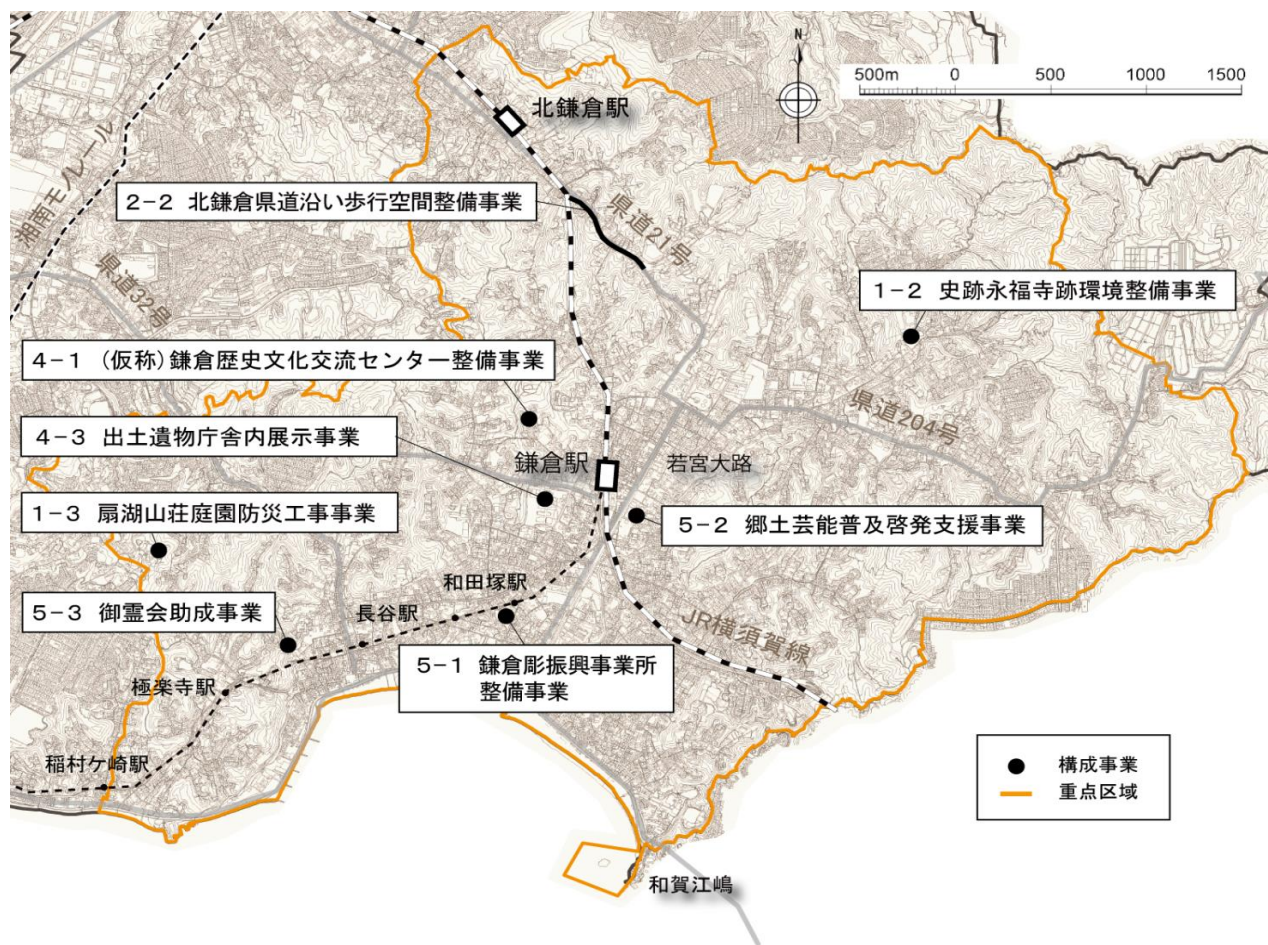 N
500m 0 500 1000 1500
北鎌倉駅
湘南モノレール
2-2 北鎌倉県道沿い歩行空間整備事業
県道21号
県道32号
1-2 史跡永福寺跡環境整備事業
4-1 (仮称)鎌倉歴史文化交流センター整備事業
県道204号
4-3 出土遺物庁舎内展示事業
鎌倉駅
若宮大路
1-3 扇湖山荘庭園防災工事事業
5-2 郷土芸能普及啓発支援事業
和田塚駅
5-3 御霊会助成事業
長谷駅
JR横須賀線
5-1 鎌倉彫振興事業所
整備事業
極楽寺駅
稲村ケ崎駅
構成事業
重点区域
和賀江嶋